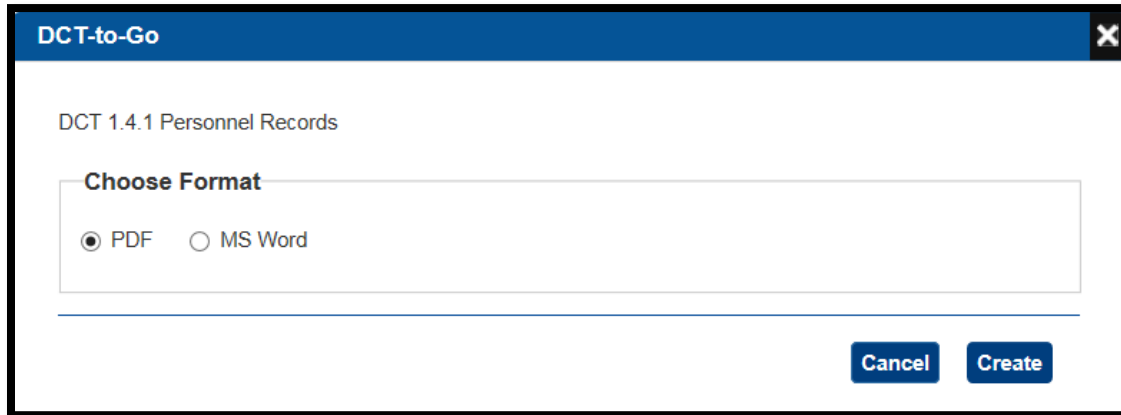 DCT-to-Go
DCT 1.4.1 Personnel Records
Choose Format
PDF MS Word
Cancel Create